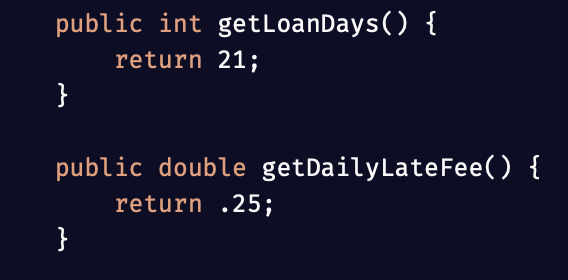 public int getLoanDays() {
    return 21;
}

public double getDailyLateFee() {
    return .25;
}